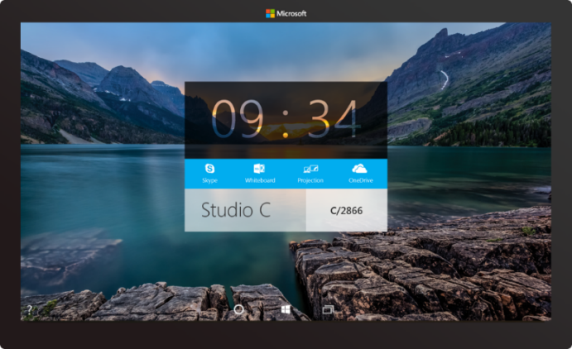 Microsoft
09 : 34
Skype Whiteboard Projection OneDrive
Studio C C/2866
?